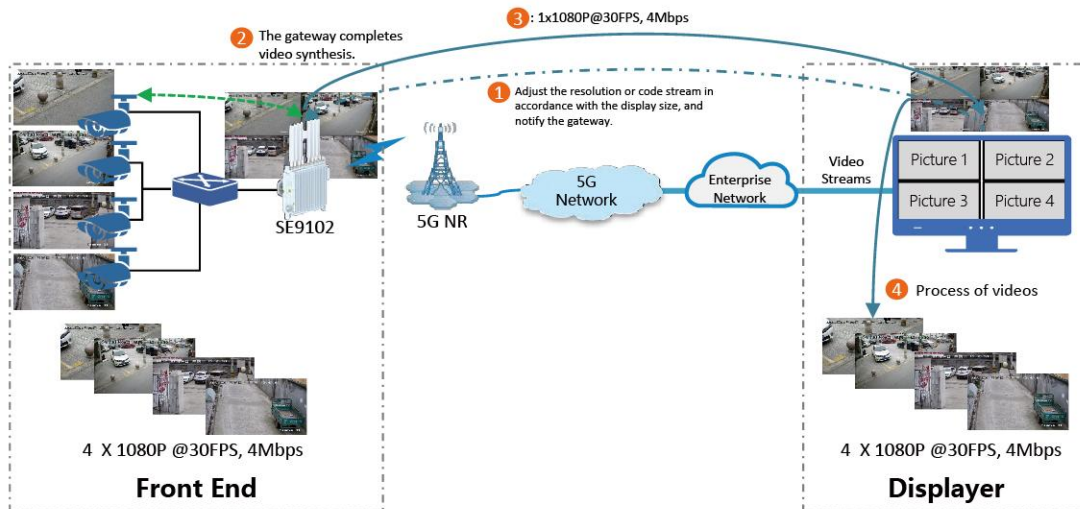 3 : 1x1080P@30FPS, 4Mbps
2 The gateway completes
video synthesis.
1 Adjust the resolution or code stream in
accordance with the display size, and
notify the gateway.
SE9102
5G NR
5G
Network
Enterprise
Network
Video
Streams
Picture 1
Picture 2
Picture 3
Picture 4
4 Process of videos
4 X 1080P @30FPS, 4Mbps
4 X 1080P @30FPS, 4Mbps
Front End
Displayer